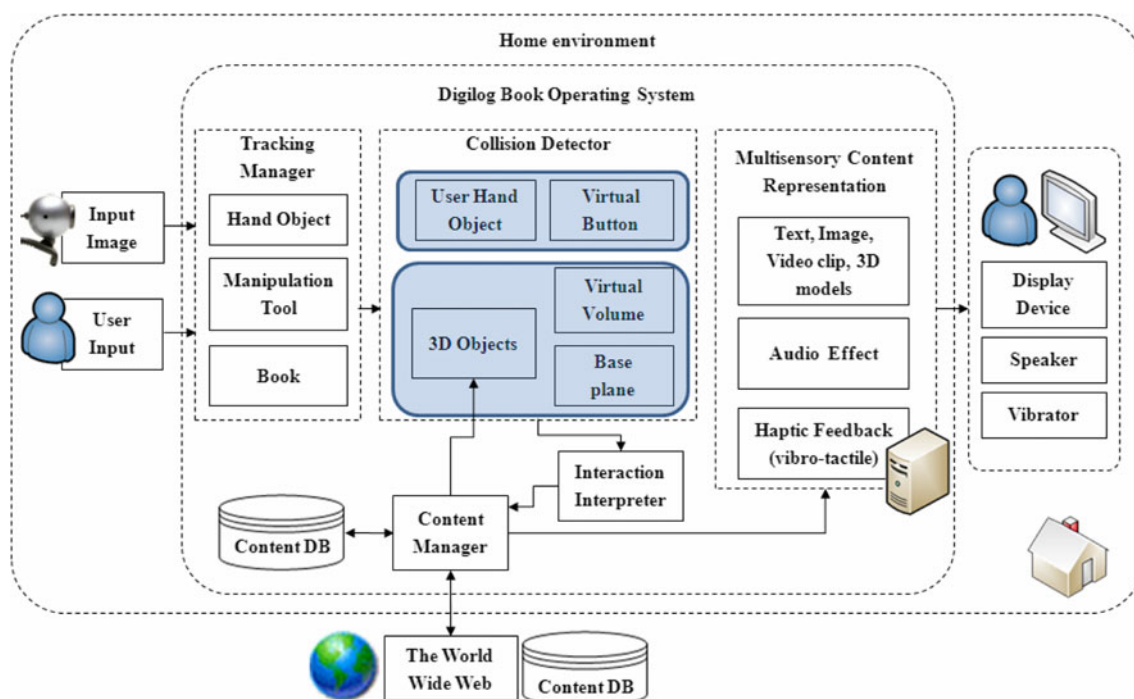 Home environment
Digilog Book Operating System
Tracking
Manager
Hand Object
Manipulation
Tool
Book
Input
Image
User
Input
Collision Detector
User Hand
Object
Virtual
Button
3D Objects
Virtual
Volume
Base
plane
Interaction
Interpreter
Content
Manager
Content DB
Multisensory Content
Representation
Text, Image,
Video clip, 3D
models
Audio Effect
Haptic Feedback
(vibro-tactile)
Display
Device
Speaker
Vibrator
The World
Wide Web
Content DB